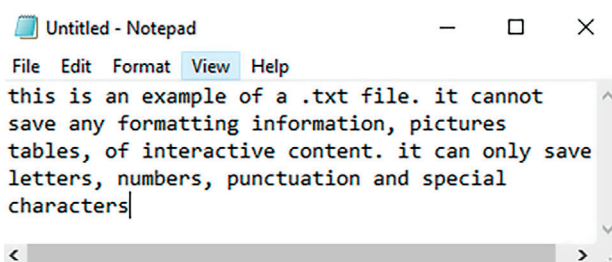 Untitled - Notepad
File Edit Format View Help
this is an example of a .txt file. it cannot
save any formatting information, pictures
tables, of interactive content. it can only save
letters, numbers, punctuation and special
characters